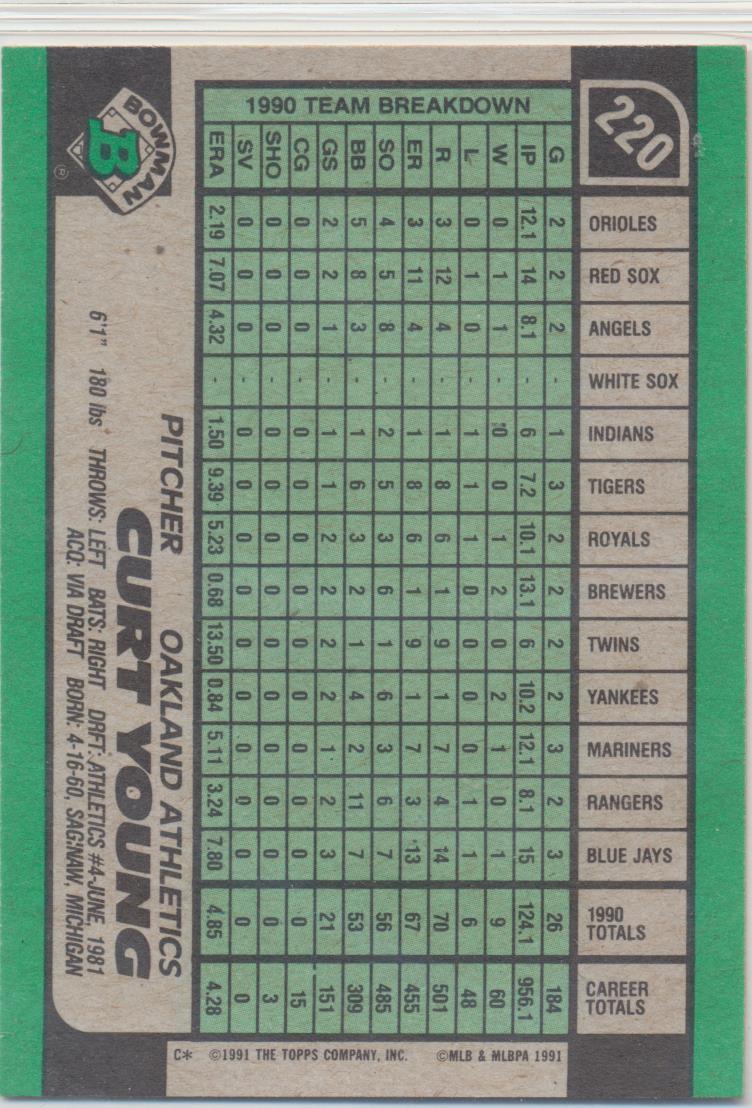 220
1990 TEAM BREAKDOWN
G IP W L R ER SO BB GS CG SHO SV ERA
ORIOLES 2 12.1 0 0 3 3 4 5 2 0 0 0 2.19
RED SOX 2 14 1 1 12 11 5 8 2 0 0 0 7.07
ANGELS 2 8.1 1 0 4 4 8 3 1 0 0 0 4.32
WHITE SOX - - - - - - - - - - - - -
INDIANS 1 6 0 1 1 1 2 1 1 0 0 0 1.50
TIGERS 3 7.2 0 1 8 8 5 6 1 0 0 0 9.39
ROYALS 2 10.1 1 1 6 6 3 3 2 0 0 0 5.23
BREWERS 2 13.1 2 0 1 1 6 2 2 0 0 0 0.68
TWINS 2 6 0 0 9 9 1 1 2 0 0 0 13.50
YANKEES 2 10.2 2 0 1 1 6 4 2 0 0 0 0.84
MARINERS 3 12.1 1 0 7 7 3 2 1 0 0 0 5.11
RANGERS 2 8.1 0 1 4 3 6 11 2 0 0 0 3.24
BLUE JAYS 3 15 1 1 14 13 7 7 3 0 0 0 7.80
1990 TOTALS 26 124.1 9 6 70 67 56 53 21 0 0 0 4.85
CAREER TOTALS 184 956.1 60 48 501 455 485 309 151 15 3 0 4.28
BOWMAN
B
®
PITCHER OAKLAND ATHLETICS
CURT YOUNG
6'1" 180 lbs THROWS: LEFT BATS: RIGHT DRFT: ATHLETICS #4-JUNE, 1981
ACQ: VIA DRAFT BORN: 4-16-60, SAGINAW, MICHIGAN
C* ©1991 THE TOPPS COMPANY, INC. ©MLB & MLBPA 1991